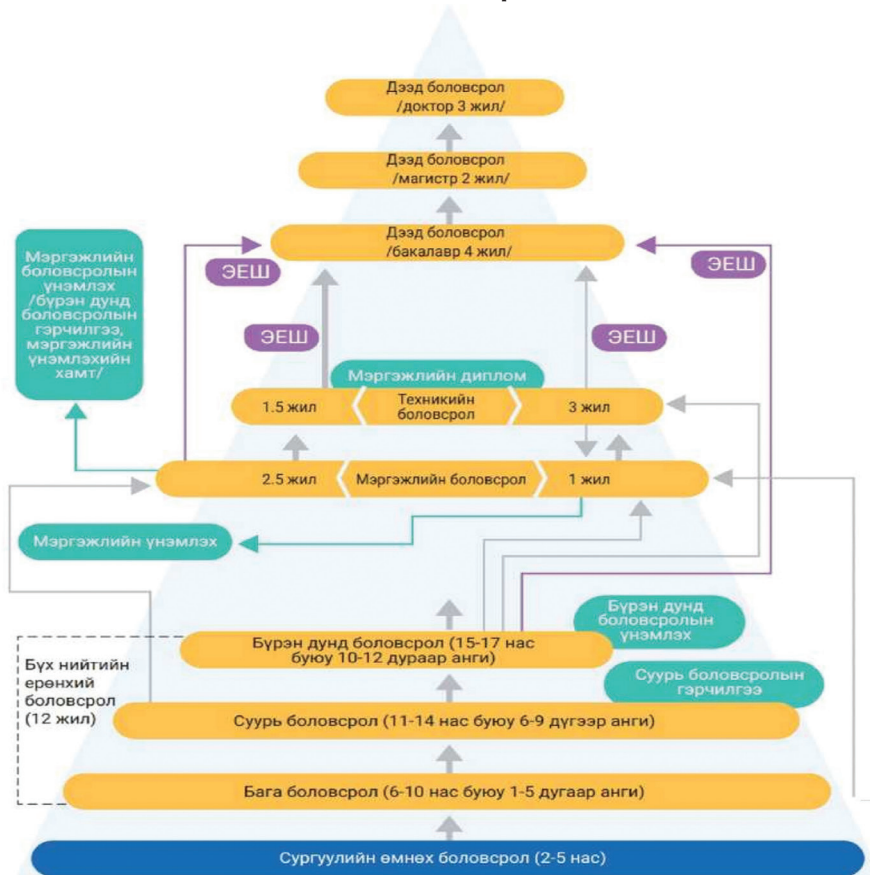 Дээд боловсрол
/доктор 3 жил/
Дээд боловсрол
/магистр 2 жил/
Дээд боловсрол
/бакалавр 4 жил/
Мэргэжлийн
боловсролын
үнэмлэх
/бүрэн дунд
боловсролын
гэрчилгээ,
мэргэжлийн
үнэмлэхийн
хамт/
ЭЕШ
ЭЕШ
ЭЕШ
ЭЕШ
Мэргэжлийн диплом
1.5 жил
Техникийн
боловсрол
3 жил
2.5 жил
Мэргэжлийн боловсрол
1 жил
Мэргэжлийн үнэмлэх
Бүрэн дунд
боловсролын
үнэмлэх
Бүрэн дунд боловсрол (15-17 нас
буюу 10-12 дураар анги)
Бүх нийтийн
ерөнхий
боловсрол
(12 жил)
Суурь боловсролын
гэрчилгээ
Суурь боловсрол (11-14 нас буюу 6-9 дүгээр анги)
Бага боловсрол (6-10 нас буюу 1-5 дугаар анги)
Сургуулийн өмнөх боловсрол (2-5 нас)